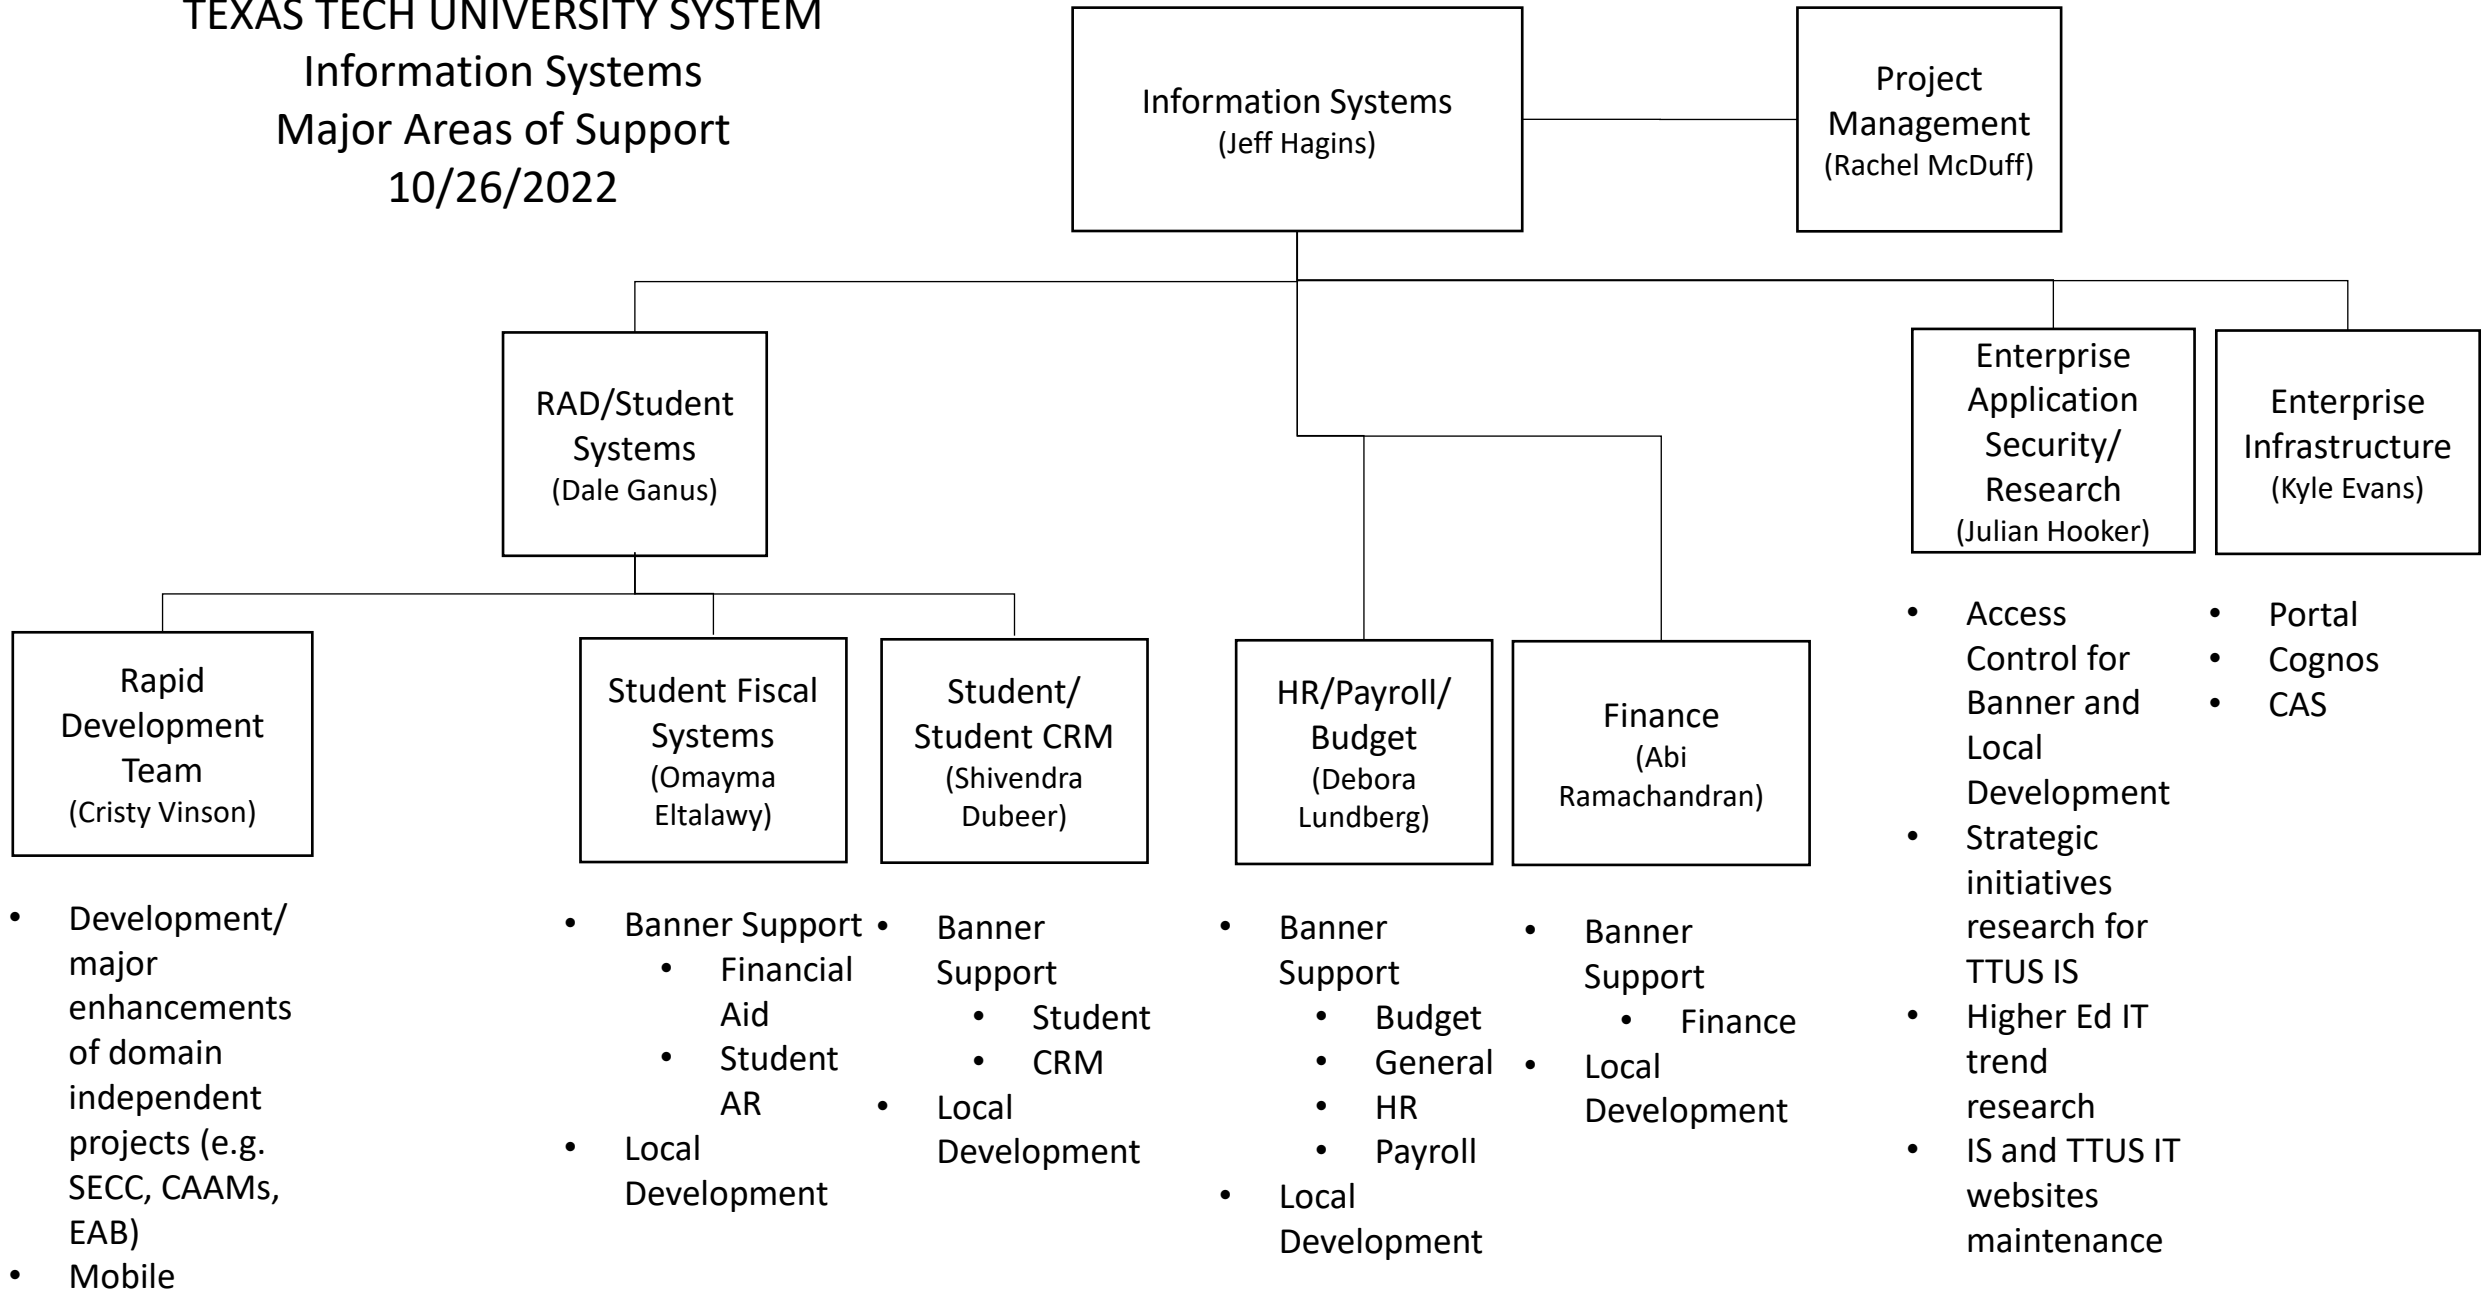 TEXAS TECH UNIVERSITY SYSTEM
Information Systems
Major Areas of Support
10/26/2022
Information Systems
(Jeff Hagins)
Project
Management
(Rachel McDuff)
RAD/Student
Systems
(Dale Ganus)
Enterprise
Application
Security/
Research
(Julian Hooker)
Enterprise
Infrastructure
(Kyle Evans)
Rapid
Development
Team
(Cristy Vinson)
Student Fiscal
Systems
(Omayma
Eltalawy)
Student/
Student CRM
(Shivendra
Dubeer)
HR/Payroll/
Budget
(Debora
Lundberg)
Finance
(Abi
Ramachandran)
• Development/
major
enhancements
of domain
independent
projects (e.g.
SECC, CAAMs,
EAB)
• Mobile
• Banner Support
• Financial
Aid
• Student
AR
• Local
Development
• Banner
Support
• Student
• CRM
• Local
Development
• Banner
Support
• Budget
• General
• HR
• Payroll
• Local
Development
• Banner
Support
• Finance
• Local
Development
• Access
Control for
Banner and
Local
Development
• Strategic
initiatives
research for
TTUS IS
• Higher Ed IT
trend
research
• IS and TTUS IT
websites
maintenance
• Portal
• Cognos
• CAS